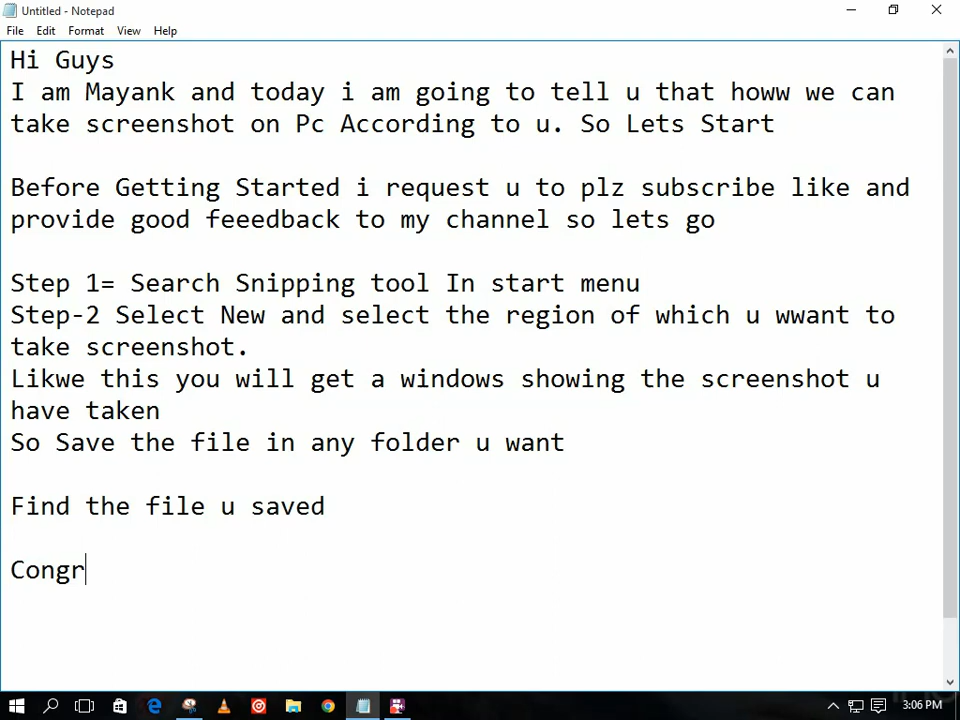 Untitled - Notepad
File Edit Format View Help
Hi Guys
I am Mayank and today i am going to tell u that howw we can
take screenshot on Pc According to u. So Lets Start
Before Getting Started i request u to plz subscribe like and
provide good feeedback to my channel so lets go
Step 1= Search Snipping tool In start menu
Step-2 Select New and select the region of which u wwant to
take screenshot.
Likwe this you will get a windows showing the screenshot u
have taken
So Save the file in any folder u want
Find the file u saved
Congr
3:06 PM